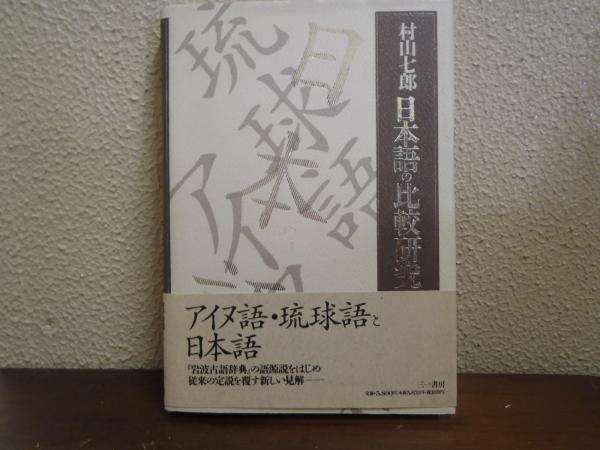 村山七郎 日本語の比較研究
琉球語
日本
アイヌ語
アイヌ語・琉球語と
日本語
『岩波古語辞典』の語源説をはじめ
従来の定説を覆す新しい見解――
三一書房